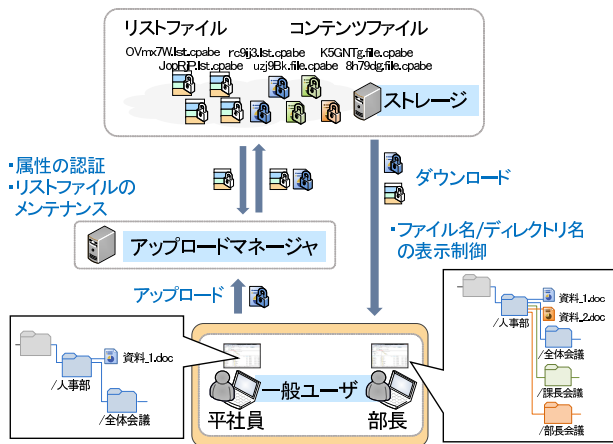 リストファイル
コンテンツファイル
OVmx7W.lst.cpabe rc9ij3.lst.cpabe K5GNTg.file.cpabe
JopRjP.lst.cpabe uzj9Bk.file.cpabe 8h79dg.file.cpabe
ストレージ
・属性の認証
・リストファイルの
メンテナンス
ダウンロード
・ファイル名/ディレクトリ名
の表示制御
アップロードマネージャ
アップロード
/人事部
資料_1.doc
/全体会議
一般ユーザ
平社員
部長
/人事部
資料_1.doc
資料_2.doc
/全体会議
/課長会議
/部長会議